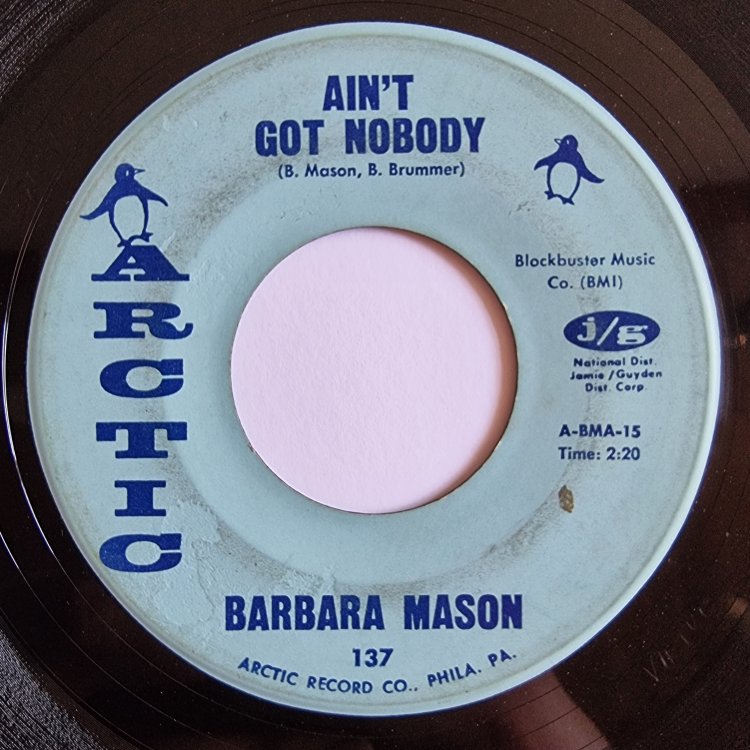 AIN'T
GOT NOBODY
(B. Mason, B. Brummer)
ARCTIC
Blockbuster Music
Co. (BMI)
j/g
National Dist.
Jamie/Guyden
Dist. Corp.
A-BMA-15
Time: 2:20
BARBARA MASON
137
ARCTIC RECORD CO., PHILA. PA.